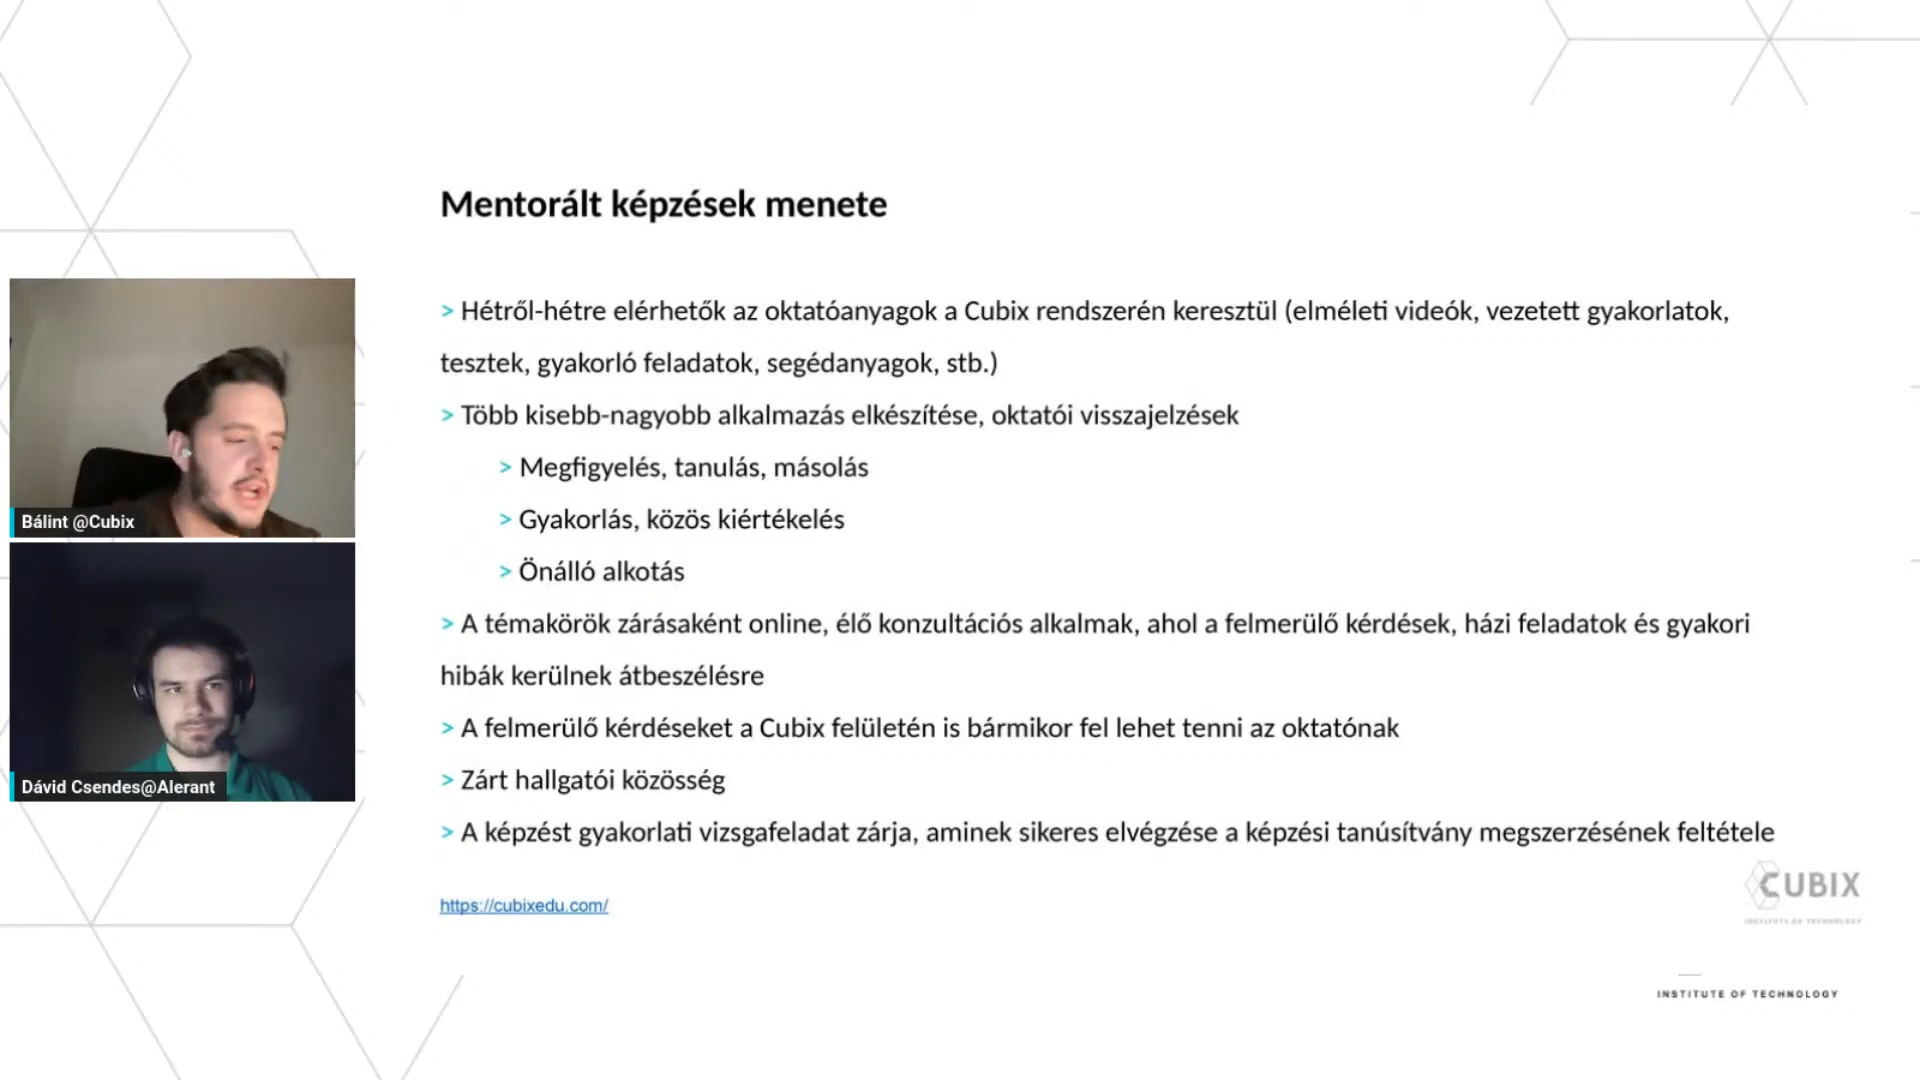 Mentorált képzések menete
> Hétről-hétre elérhetők az oktatóanyagok a Cubix rendszerén keresztül (elméleti videók, vezetett gyakorlatok,
tesztek, gyakorló feladatok, segédanyagok, stb.)
> Több kisebb-nagyobb alkalmazás elkészítése, oktatói visszajelzések
> Megfigyelés, tanulás, másolás
> Gyakorlás, közös kiértékelés
> Önálló alkotás
> A témakörök zárásaként online, élő konzultációs alkalmak, ahol a felmerülő kérdések, házi feladatok és gyakori
hibák kerülnek átbeszélésre
> A felmerülő kérdéseket a Cubix felületén is bármikor fel lehet tenni az oktatónak
> Zárt hallgatói közösség
> A képzést gyakorlati vizsgafeladat zárja, aminek sikeres elvégzése a képzési tanúsítvány megszerzésének feltétele
https://cubixedu.com/
Bálint @Cubix
Dávid Csendes@Alerant
CUBIX
INSTITUTE OF TECHNOLOGY
INSTITUTE OF TECHNOLOGY